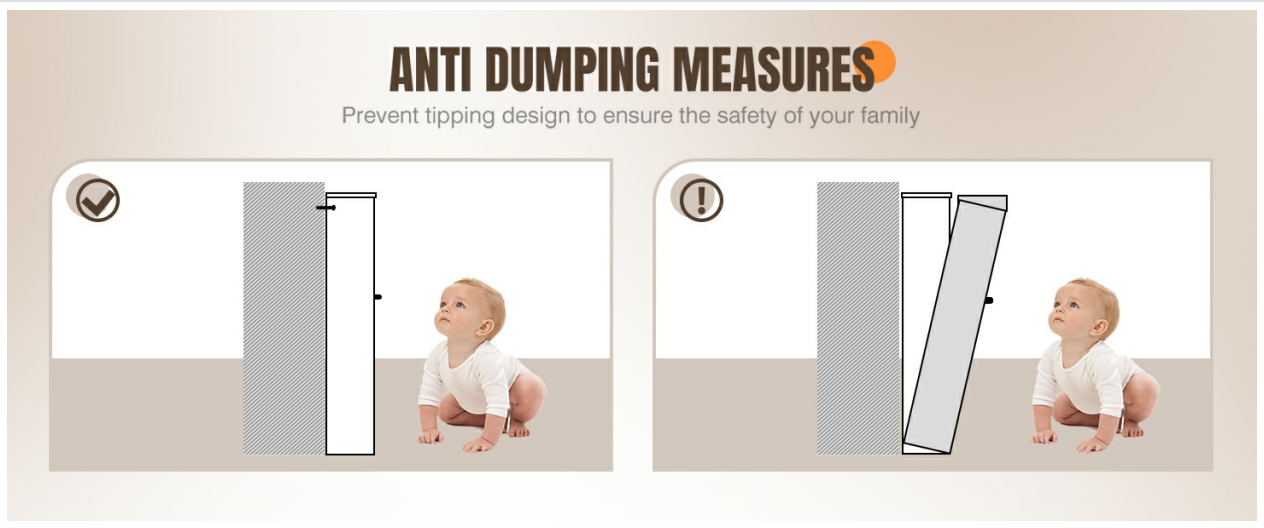 ANTI DUMPING MEASURES
Prevent tipping design to ensure the safety of your family